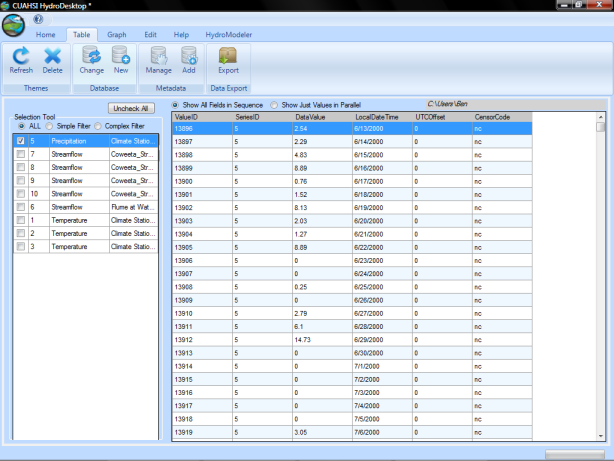 CUAHSI HydroDesktop *
Home Table Graph Edit Help HydroModeler
Refresh Delete Change New Manage Add Export
Themes Database Metadata Data Export
Uncheck All
Show All Fields in Sequence Show Just Values in Parallel C:\Users\Ben
Selection Tool
ALL Simple Filter Complex Filter
5 Precipitation Climate Statio...
7 Streamflow Coweeta_Str...
8 Streamflow Coweeta_Str...
9 Streamflow Coweeta_Str...
10 Streamflow Coweeta_Str...
6 Streamflow Flume at Wat...
1 Temperature Climate Statio...
2 Temperature Climate Statio...
3 Temperature Climate Statio...
ValueID SeriesID DataValue LocalDateTime UTCOffset CensorCode
13896 5 2.54 6/13/2000 0 nc
13897 5 2.29 6/14/2000 0 nc
13898 5 4.83 6/15/2000 0 nc
13899 5 8.89 6/16/2000 0 nc
13900 5 0.76 6/17/2000 0 nc
13901 5 1.52 6/18/2000 0 nc
13902 5 8.13 6/19/2000 0 nc
13903 5 2.03 6/20/2000 0 nc
13904 5 1.27 6/21/2000 0 nc
13905 5 8.89 6/22/2000 0 nc
13906 5 0 6/23/2000 0 nc
13907 5 0 6/24/2000 0 nc
13908 5 0.25 6/25/2000 0 nc
13909 5 0 6/26/2000 0 nc
13910 5 2.79 6/27/2000 0 nc
13911 5 6.1 6/28/2000 0 nc
13912 5 14.73 6/29/2000 0 nc
13913 5 0 6/30/2000 0 nc
13914 5 0 7/1/2000 0 nc
13915 5 0 7/2/2000 0 nc
13916 5 0 7/3/2000 0 nc
13917 5 0 7/4/2000 0 nc
13918 5 0 7/5/2000 0 nc
13919 5 3.05 7/6/2000 0 nc